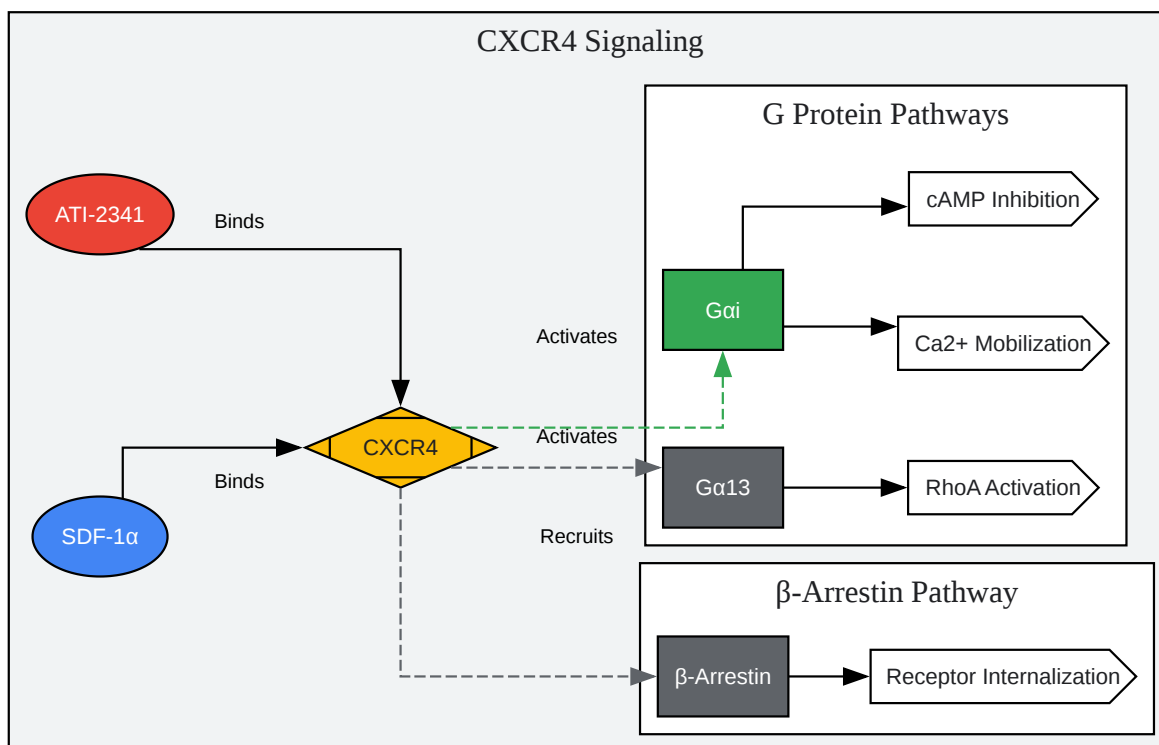 CXCR4 Signaling
G Protein Pathways
cAMP Inhibition
ATI-2341
Binds
Gαi
Activates
Ca2+ Mobilization
Activates
CXCR4
Binds
Gα13
RhoA Activation
SDF-1α
Recruits
β-Arrestin Pathway
β-Arrestin
Receptor Internalization